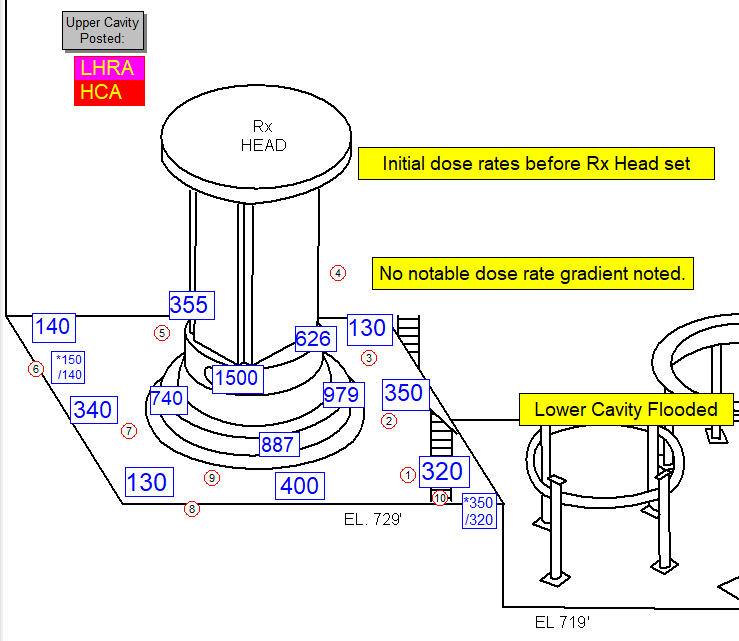 Upper Cavity
Posted:
LHRA
HCA
Rx
HEAD
Initial dose rates before Rx Head set
4
No notable dose rate gradient noted.
355
140
5
626
130
6
*150
/140
3
1500
740
979
350
340
7
2
Lower Cavity Flooded
887
130
9
400
1
320
10
8
*350
/320
EL. 729'
EL 719'